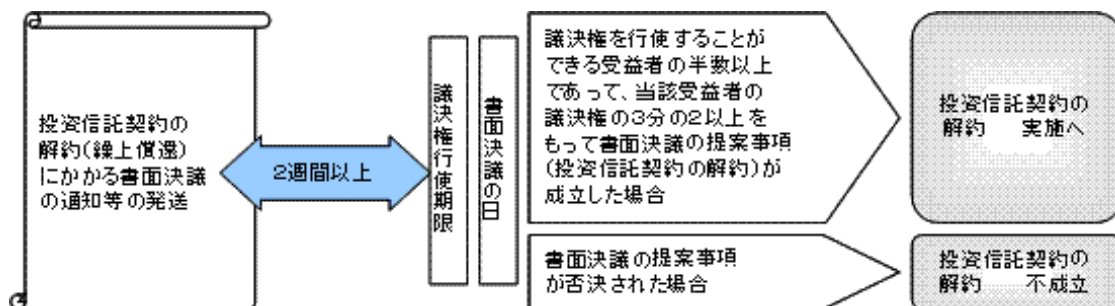 投資信託契約の
解約(繰上償還)
にかかる書面決議
の通知等の発送
2週間以上
議決権行使期限
書面決議の日
議決権を行使することが
できる受益者の半数以上
であって、当該受益者の
議決権の3分の2以上を
もって書面決議の提案事項
(投資信託契約の解約)が
成立した場合
投資信託契約の
解約　実施へ
書面決議の提案事項
が否決された場合
投資信託契約の
解約　不成立